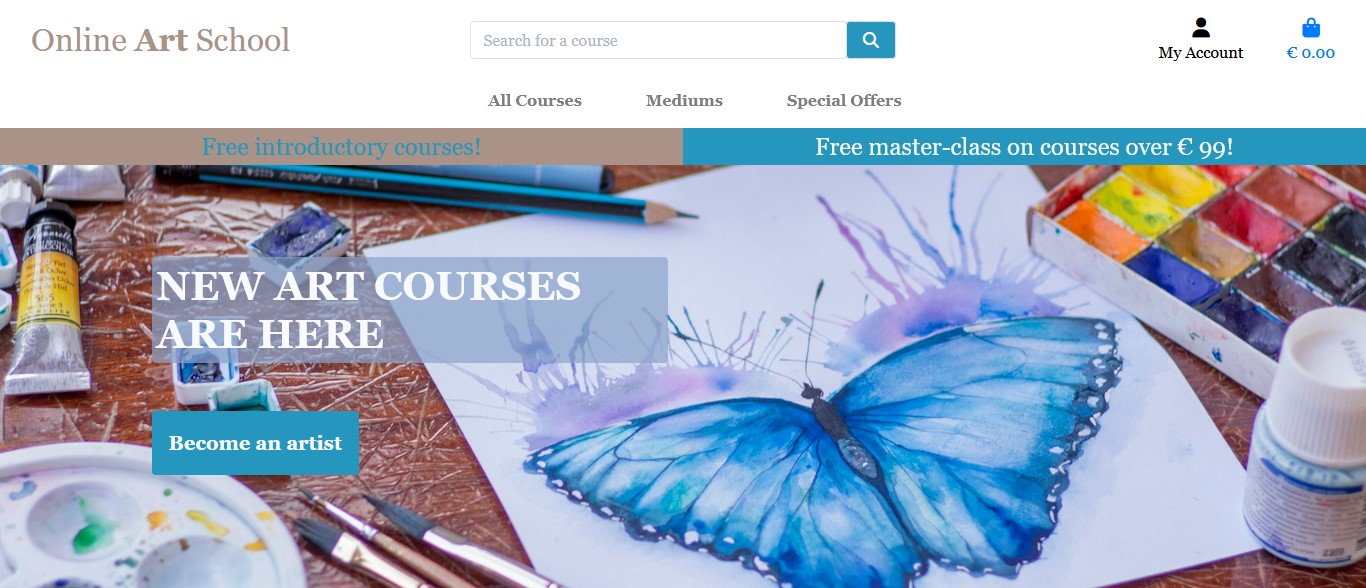 Online Art School
Search for a course
My Account
€ 0.00
All Courses
Mediums
Special Offers
Free introductory courses!
Free master-class on courses over € 99!
NEW ART COURSES
ARE HERE
Become an artist
565